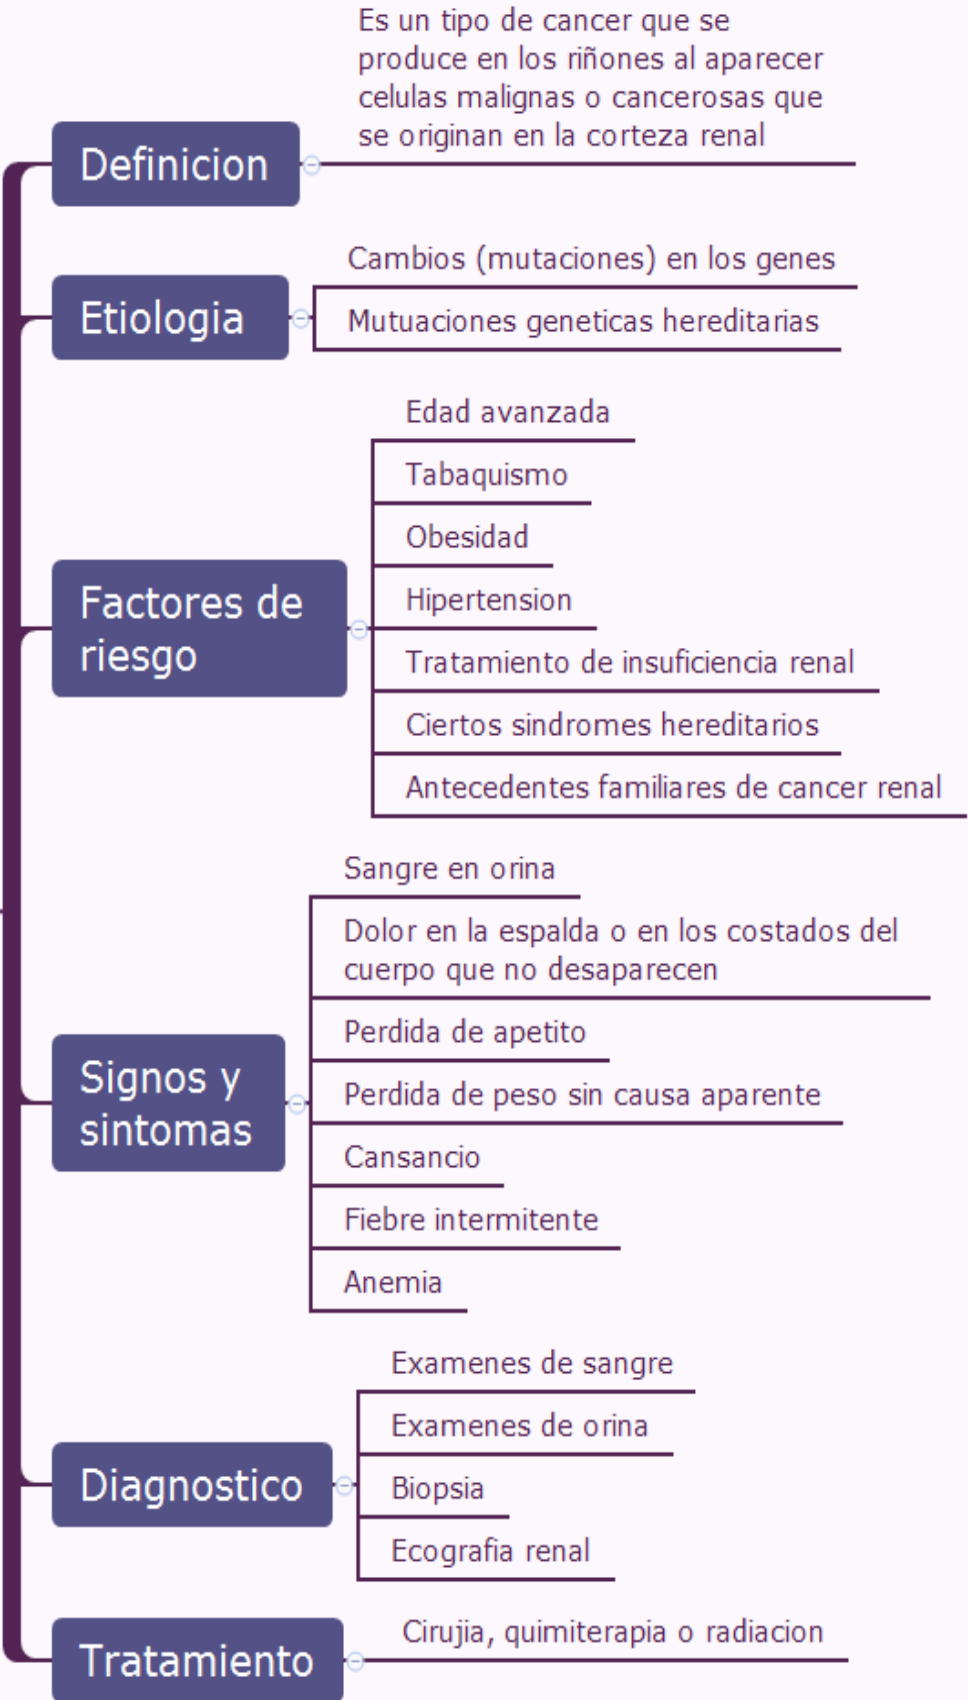 Es un tipo de cancer que se
produce en los riñones al aparecer
celulas malignas o cancerosas que
se originan en la corteza renal
Definicion
Cambios (mutaciones) en los genes
Etiologia
Mutuaciones geneticas hereditarias
Edad avanzada
Tabaquismo
Obesidad
Factores de
riesgo
Hipertension
Tratamiento de insuficiencia renal
Ciertos sindromes hereditarios
Antecedentes familiares de cancer renal
Sangre en orina
Dolor en la espalda o en los costados del
cuerpo que no desaparecen
Perdida de apetito
Signos y
sintomas
Perdida de peso sin causa aparente
Cansancio
Fiebre intermitente
Anemia
Examenes de sangre
Examenes de orina
Diagnostico
Biopsia
Ecografia renal
Tratamiento
Cirujia, quimiterapia o radiacion